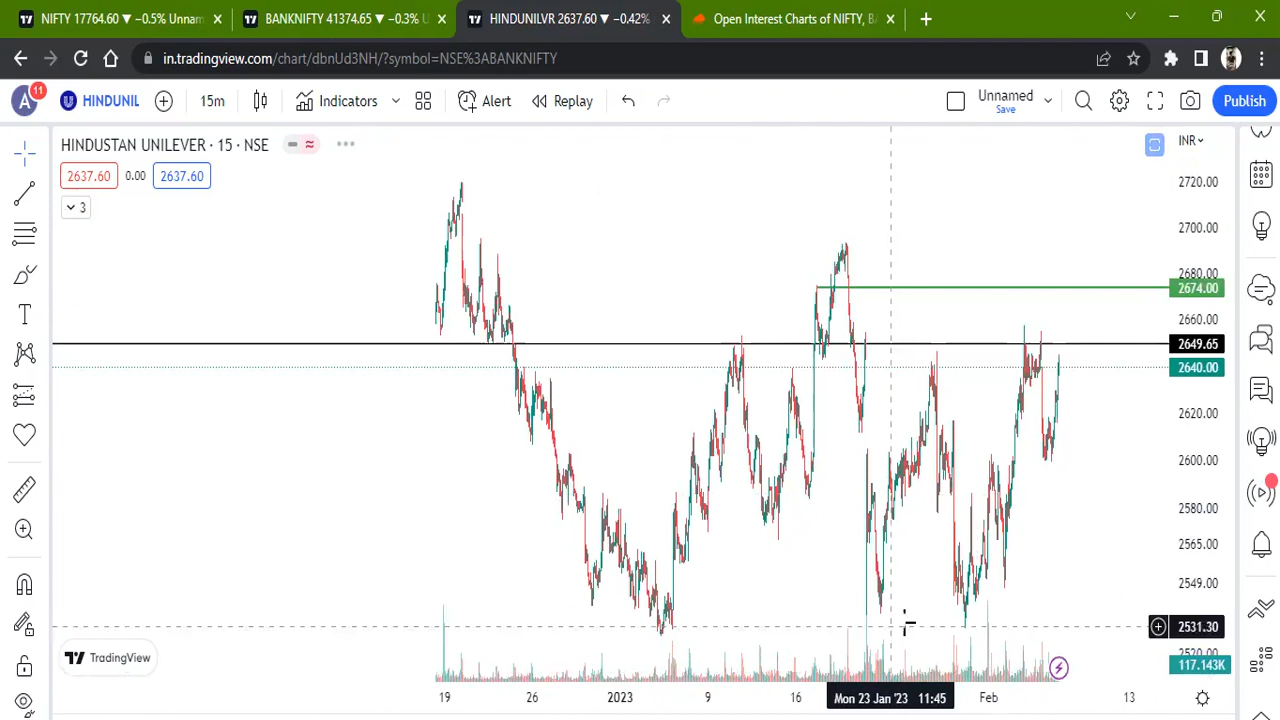 NIFTY 17764.60 ▼ −0.5% Unnam
BANKNIFTY 41374.65 ▼ −0.3% U
HINDUNILVR 2637.60 ▼ −0.42%
Open Interest Charts of NIFTY, BA
in.tradingview.com/chart/dbnUd3NH/?symbol=NSE%3ABANKNIFTY
A
11
HINDUNIL
15m
Indicators
Alert
Replay
Unnamed
Save
Publish
HINDUSTAN UNILEVER · 15 · NSE
INR
2637.60
0.00
2637.60
3
2720.00
2700.00
2680.00
2674.00
2660.00
2649.65
2640.00
2620.00
2600.00
2580.00
2565.00
2549.00
2531.30
2520.00
117.143K
TradingView
19
26
2023
9
16
Mon 23 Jan '23 11:45
Feb
13